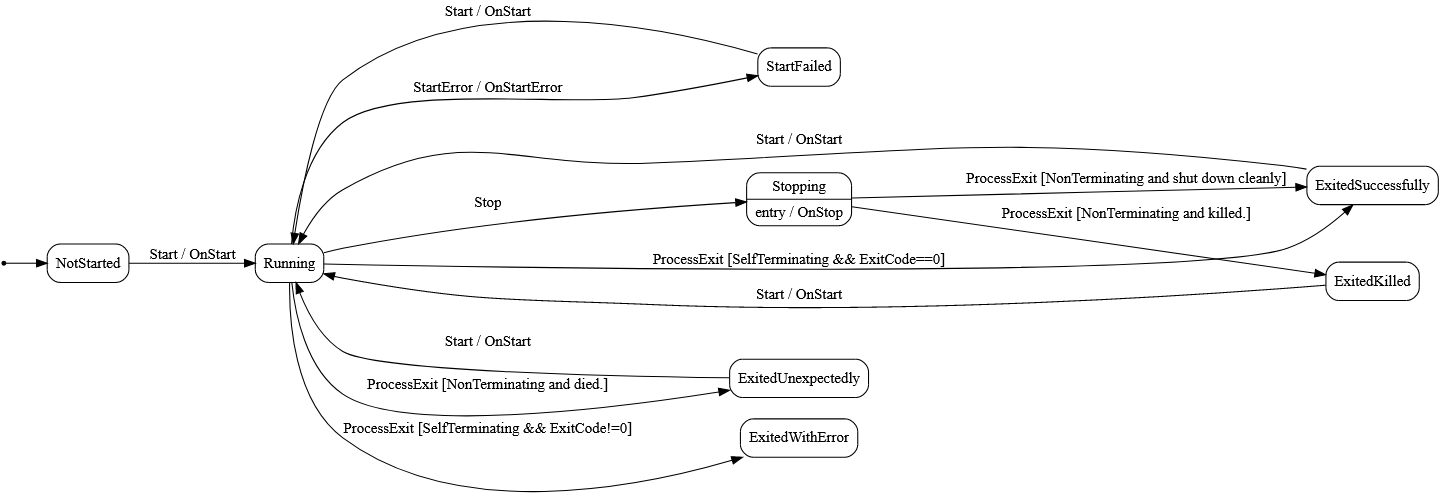 Start / OnStart
StartFailed
StartError / OnStartError
Start / OnStart
ProcessExit [NonTerminating and shut down cleanly]
ExitedSuccessfully
Stopping
entry / OnStop
Stop
ProcessExit [NonTerminating and killed.]
NotStarted
Start / OnStart
Running
ProcessExit [SelfTerminating && ExitCode==0]
ExitedKilled
Start / OnStart
Start / OnStart
ExitedUnexpectedly
ProcessExit [NonTerminating and died.]
ProcessExit [SelfTerminating && ExitCode!=0]
ExitedWithError